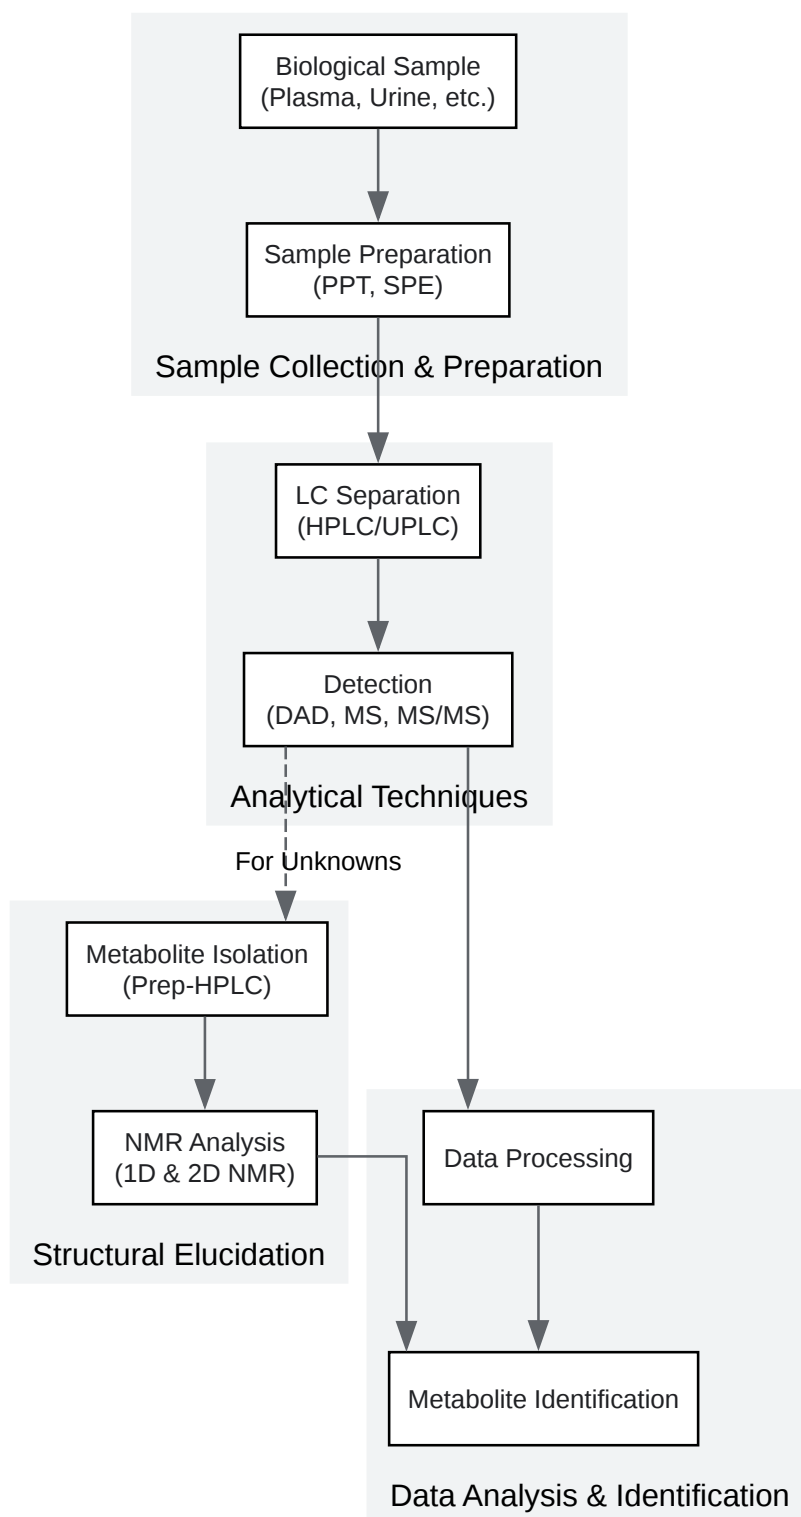 Biological Sample
(Plasma, Urine, etc.)
Sample Preparation
(PPT, SPE)
Sample Collection & Preparation
LC Separation
(HPLC/UPLC)
Detection
(DAD, MS, MS/MS)
Analytical Techniques
For Unknowns
Metabolite Isolation
(Prep-HPLC)
NMR Analysis
(1D & 2D NMR)
Structural Elucidation
Data Processing
Metabolite Identification
Data Analysis & Identification